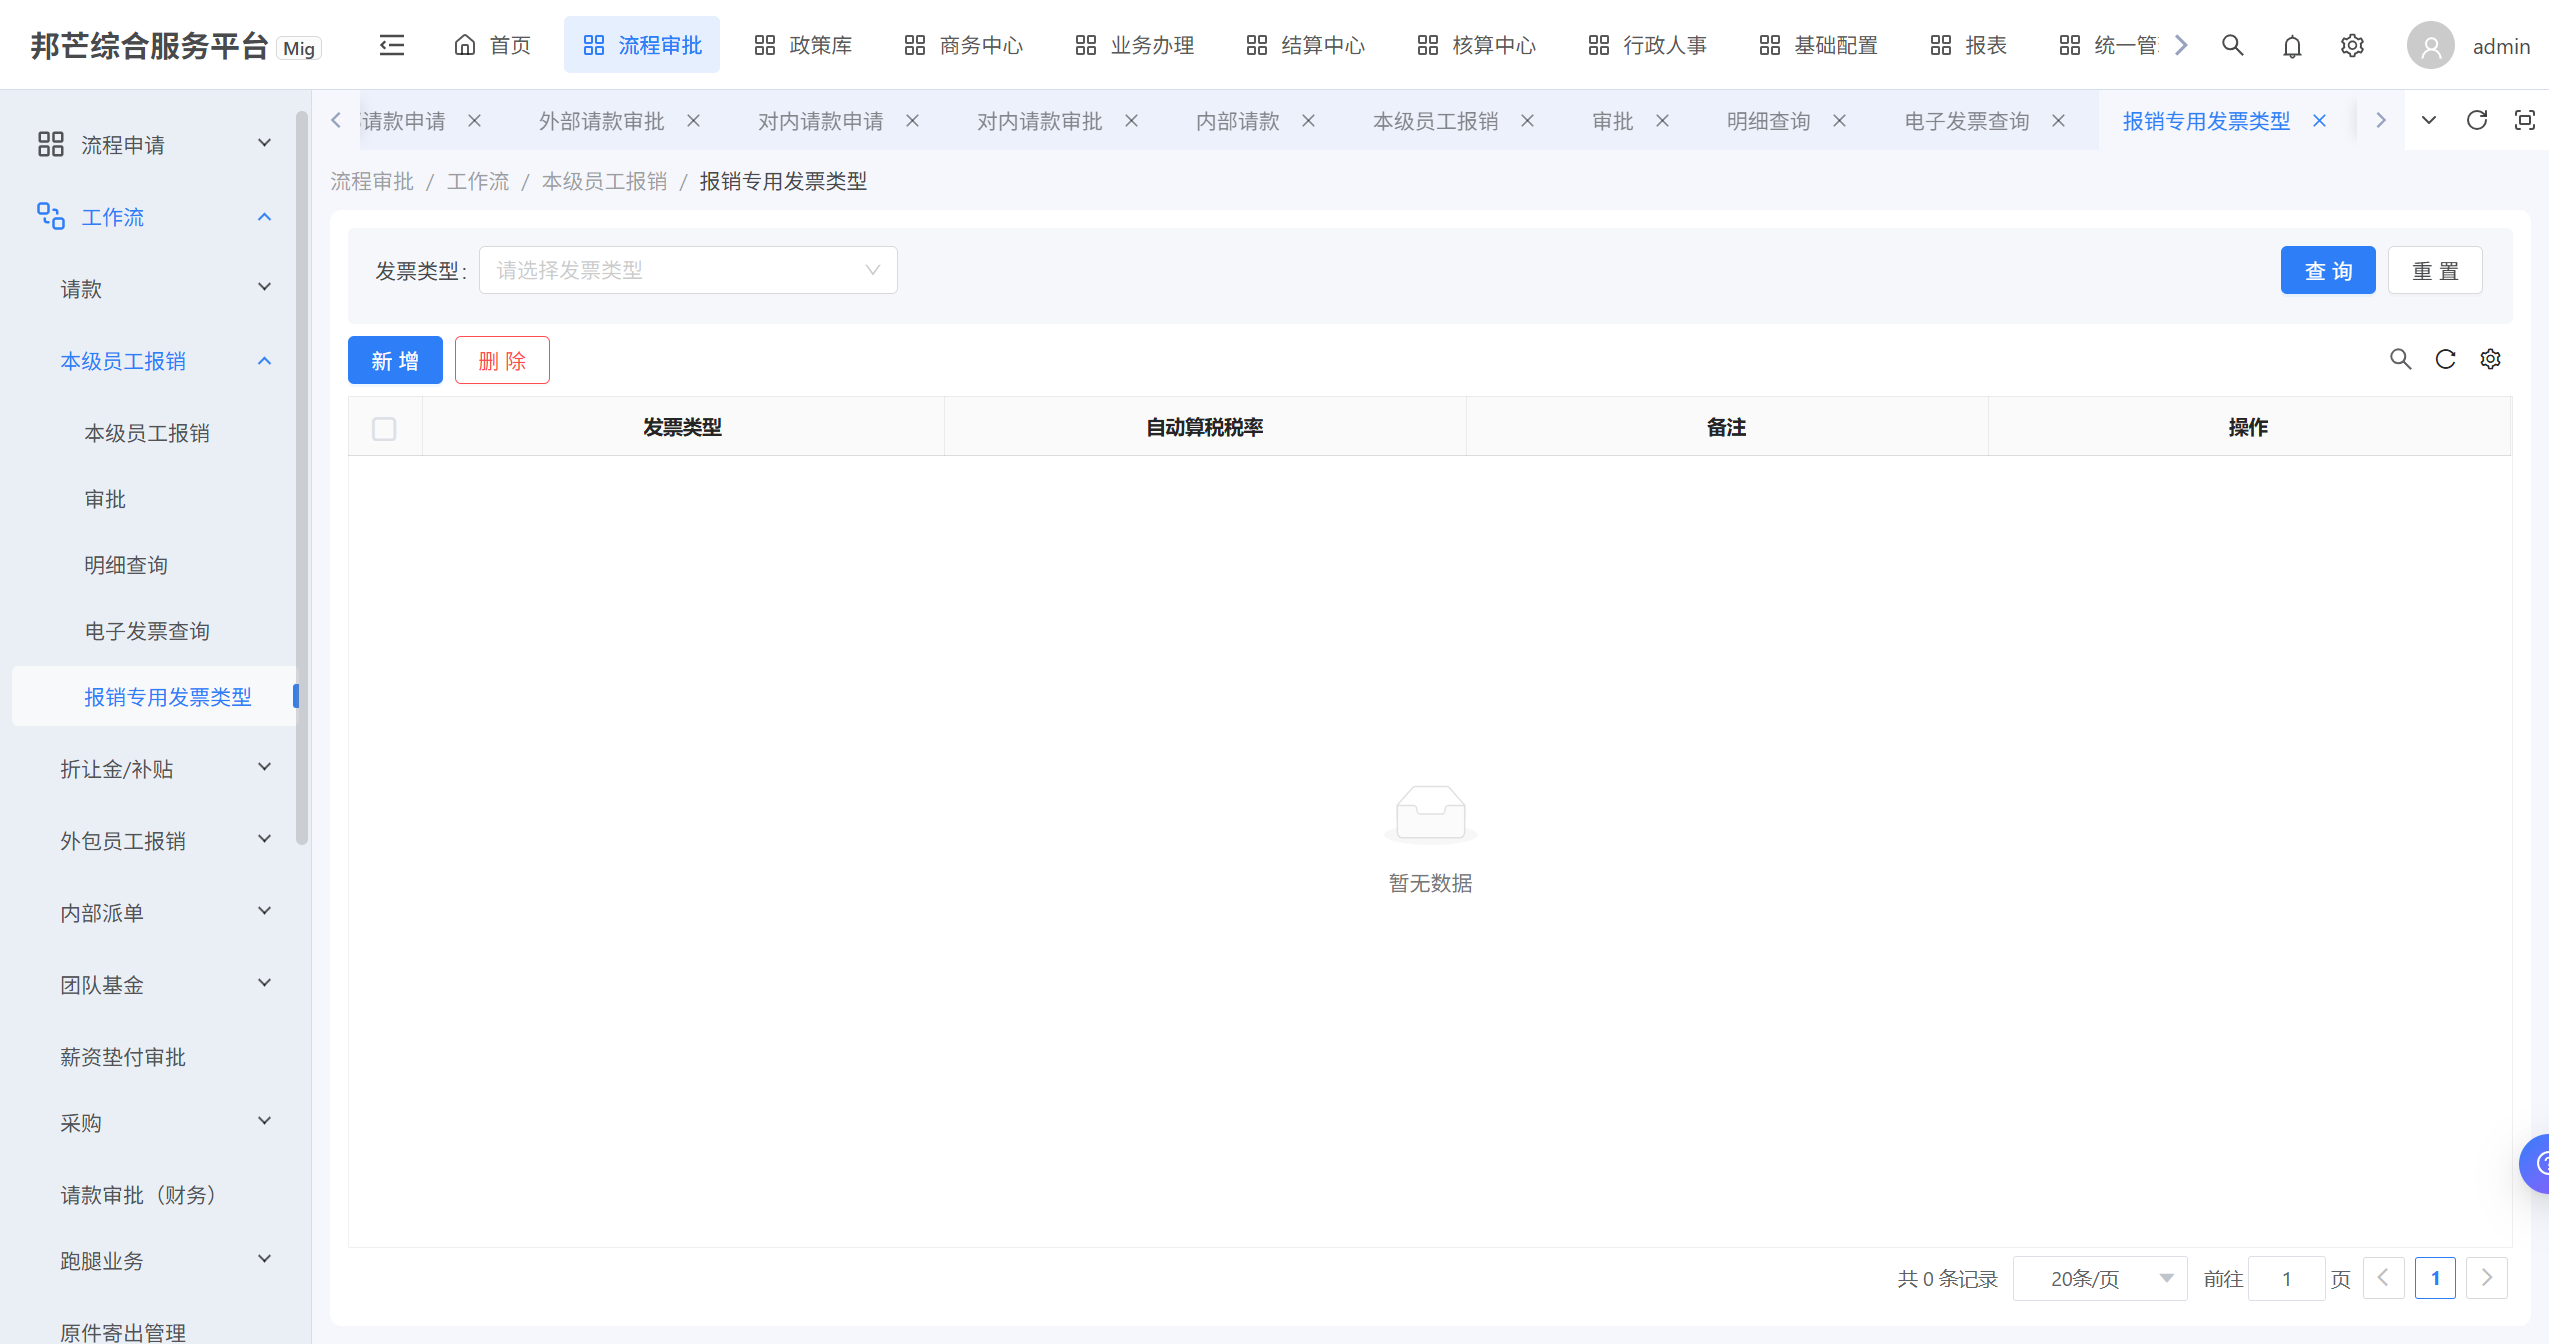 邦芒综合服务平台 Mig 首页 流程审批 政策库 商务中心 业务办理 结算中心 核算中心 行政人事 基础配置 报表 统一管 admin
请款申请 外部请款审批 对内请款申请 对内请款审批 内部请款 本级员工报销 审批 明细查询 电子发票查询 报销专用发票类型
流程审批 / 工作流 / 本级员工报销 / 报销专用发票类型
流程申请
工作流
请款
本级员工报销
本级员工报销
审批
明细查询
电子发票查询
报销专用发票类型
折让金/补贴
外包员工报销
内部派单
团队基金
薪资垫付审批
采购
请款审批（财务）
跑腿业务
原件寄出管理
发票类型: 请选择发票类型 查 询 重 置
新 增 删 除
发票类型 自动算税税率 备注 操作
暂无数据
共 0 条记录 20条/页 前往 1 页 1